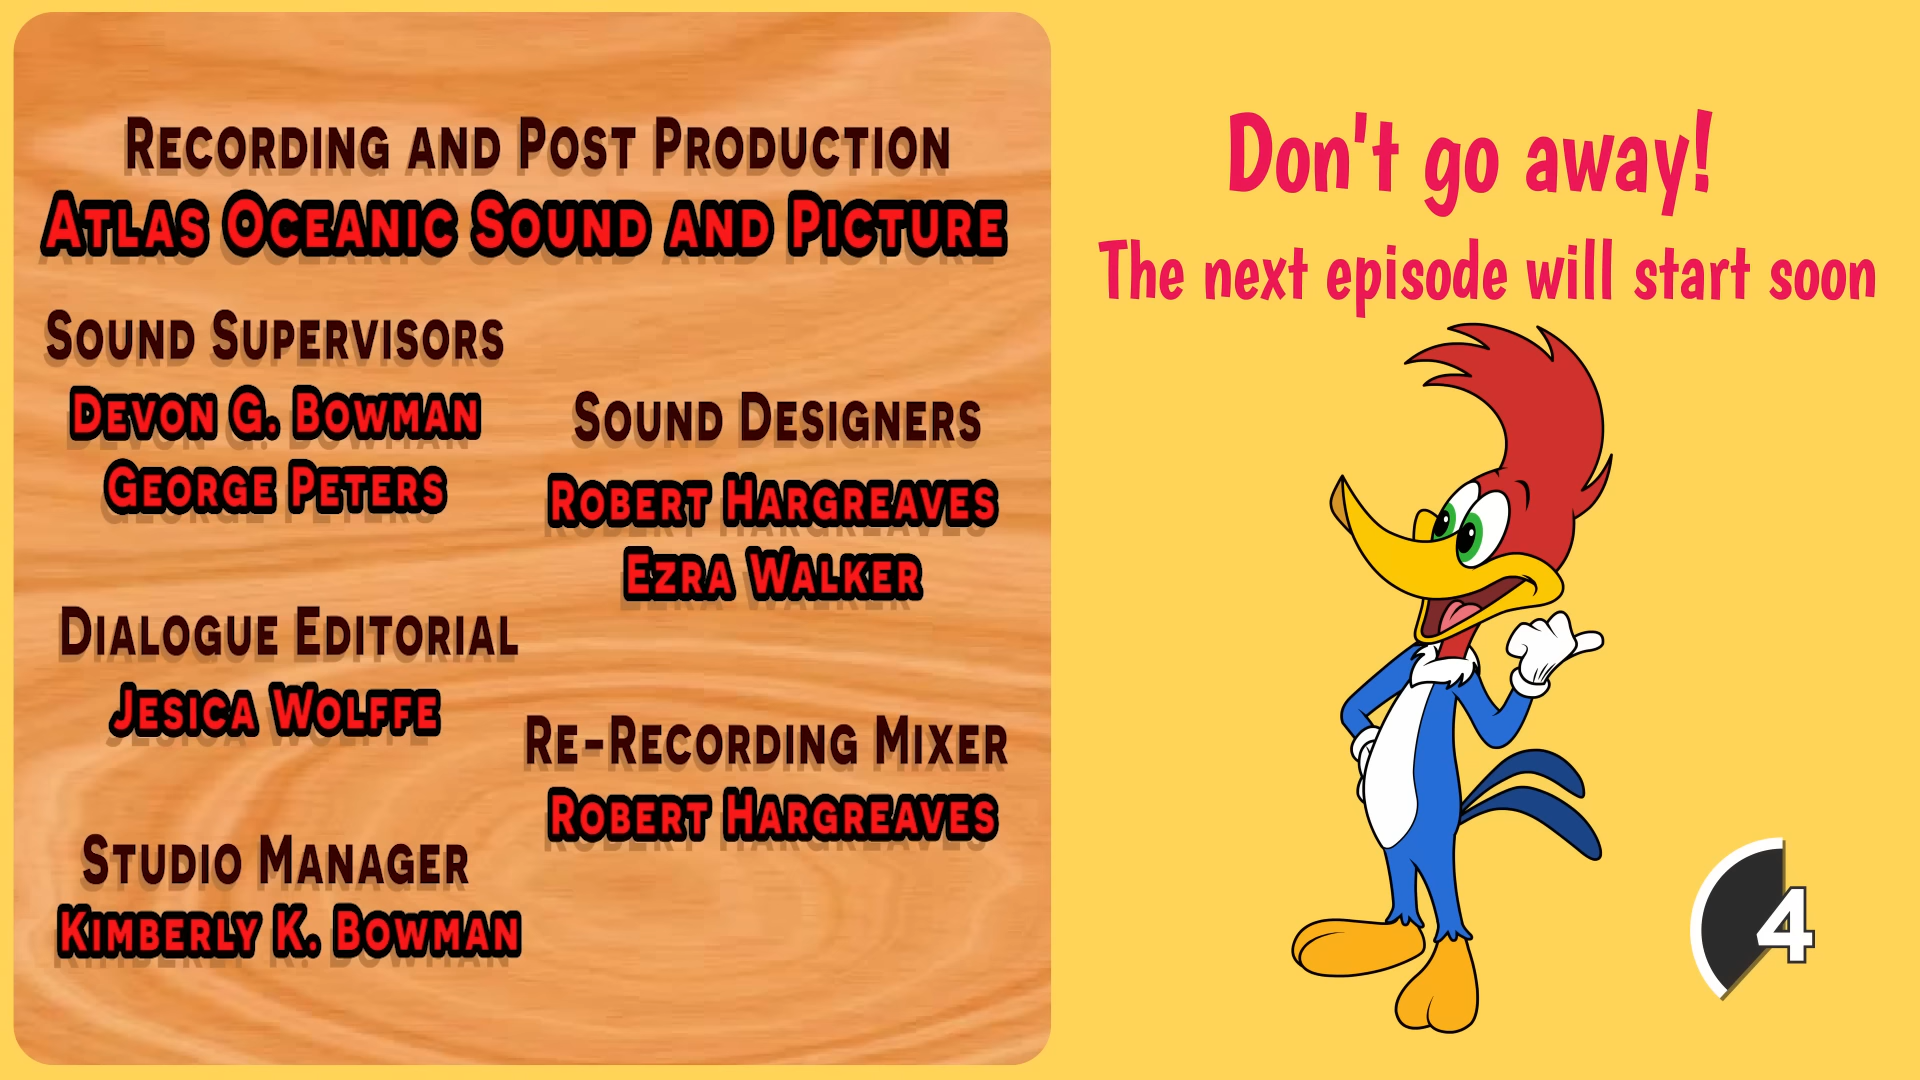 Recording and Post Production
Atlas Oceanic Sound and Picture
Sound Supervisors
Devon G. Bowman
George Peters
Sound Designers
Robert Hargreaves
Ezra Walker
Dialogue Editorial
Jesica Wolffe
Re-Recording Mixer
Robert Hargreaves
Studio Manager
Kimberly K. Bowman
Don't go away!
The next episode will start soon
4